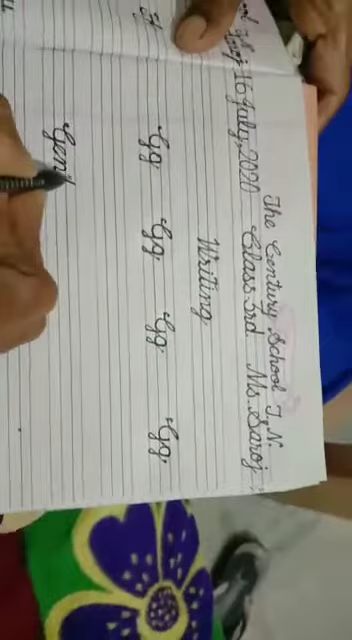 The Century School T.N.
16 July, 2020 Class 3rd Ms. Saroj
Writing
Gg Gg Gg Gg